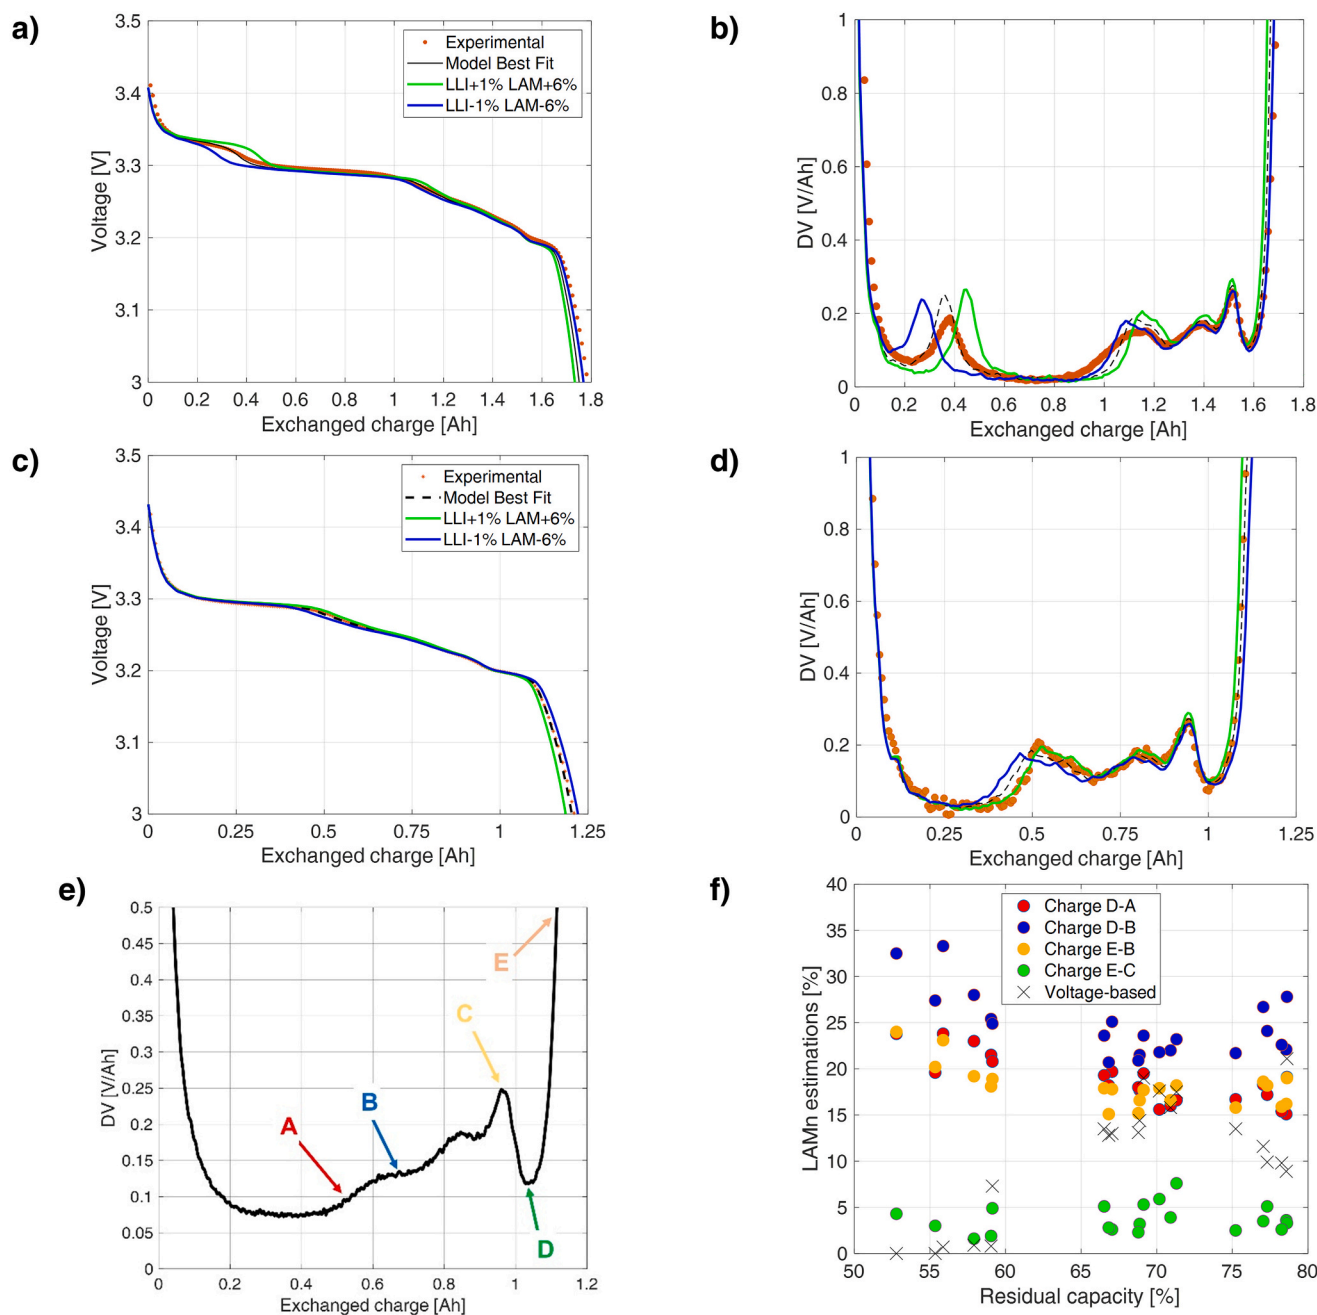 a)
3.5
3.4
3.3
3.2
3.1
3
Voltage [V]
Experimental
Model Best Fit
LLI+1% LAM+6%
LLI-1% LAM-6%
0 0.2 0.4 0.6 0.8 1 1.2 1.4 1.6 1.8
Exchanged charge [Ah]
b)
1
0.8
0.6
0.4
0.2
0
DV [V/Ah]
0 0.2 0.4 0.6 0.8 1 1.2 1.4 1.6 1.8
Exchanged charge [Ah]
c)
3.5
3.4
3.3
3.2
3.1
3
Voltage [V]
Experimental
Model Best Fit
LLI+1% LAM+6%
LLI-1% LAM-6%
0 0.25 0.5 0.75 1 1.25
Exchanged charge [Ah]
d)
1
0.8
0.6
0.4
0.2
0
DV [V/Ah]
0 0.25 0.5 0.75 1 1.25
Exchanged charge [Ah]
e)
0.5
0.45
0.4
0.35
0.3
0.25
0.2
0.15
0.1
0.05
0
DV [V/Ah]
E
C
B
A
D
0 0.2 0.4 0.6 0.8 1 1.2
Exchanged charge [Ah]
f)
40
35
30
25
20
15
10
5
0
LAMn estimations [%]
Charge D-A
Charge D-B
Charge E-B
Charge E-C
Voltage-based
50 55 60 65 70 75 80
Residual capacity [%]